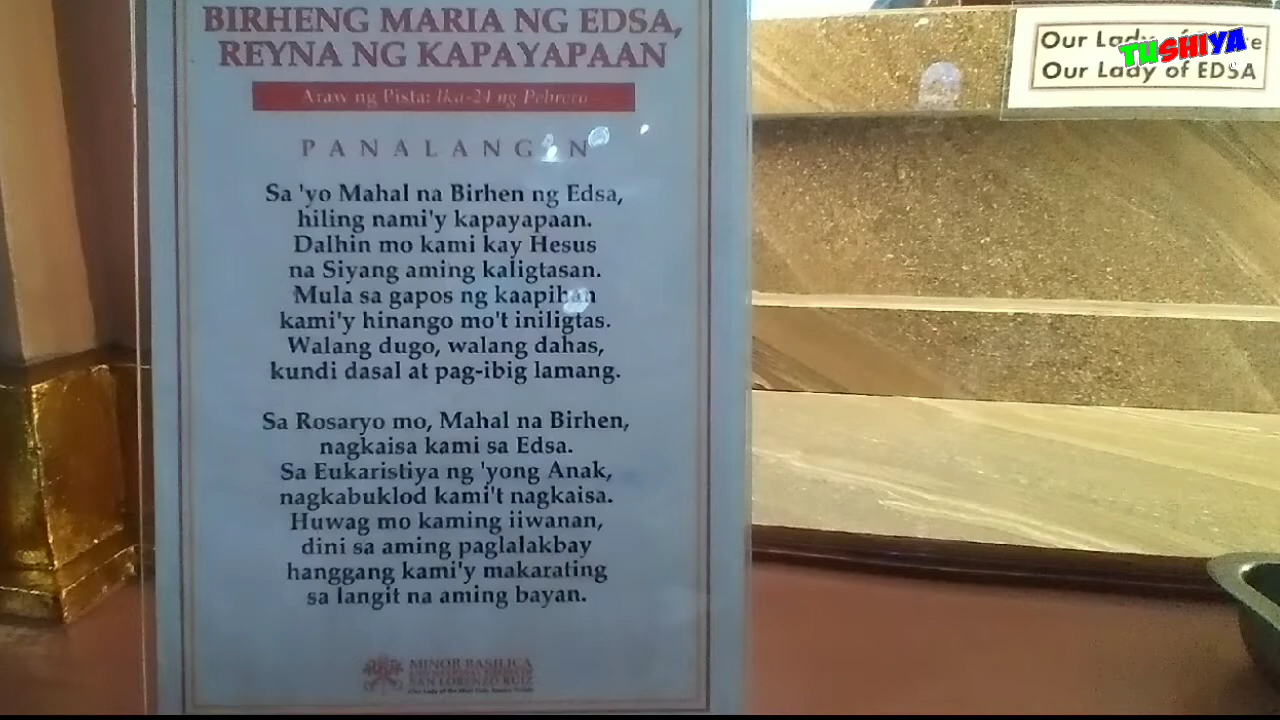 BIRHENG MARIA NG EDSA,
REYNA NG KAPAYAPAAN
Araw ng Pista: Ika-24 ng Pebrero
PANALANGIN
Sa 'yo Mahal na Birhen ng Edsa,
hiling nami'y kapayapaan.
Dalhin mo kami kay Hesus
na Siyang aming kaligtasan.
Mula sa gapos ng kaapihan
kami'y hinango mo't iniligtas.
Walang dugo, walang dahas,
kundi dasal at pag-ibig lamang.
Sa Rosaryo mo, Mahal na Birhen,
nagkaisa kami sa Edsa.
Sa Eukaristiya ng 'yong Anak,
nagkabuklod kami't nagkaisa.
Huwag mo kaming iiwanan,
dini sa aming paglalakbay
hanggang kami'y makarating
sa langit na aming bayan.
MINOR BASILICA
SAN LORENZO RUIZ
Our Lady
TUSHIYA
Our Lady of EDSA